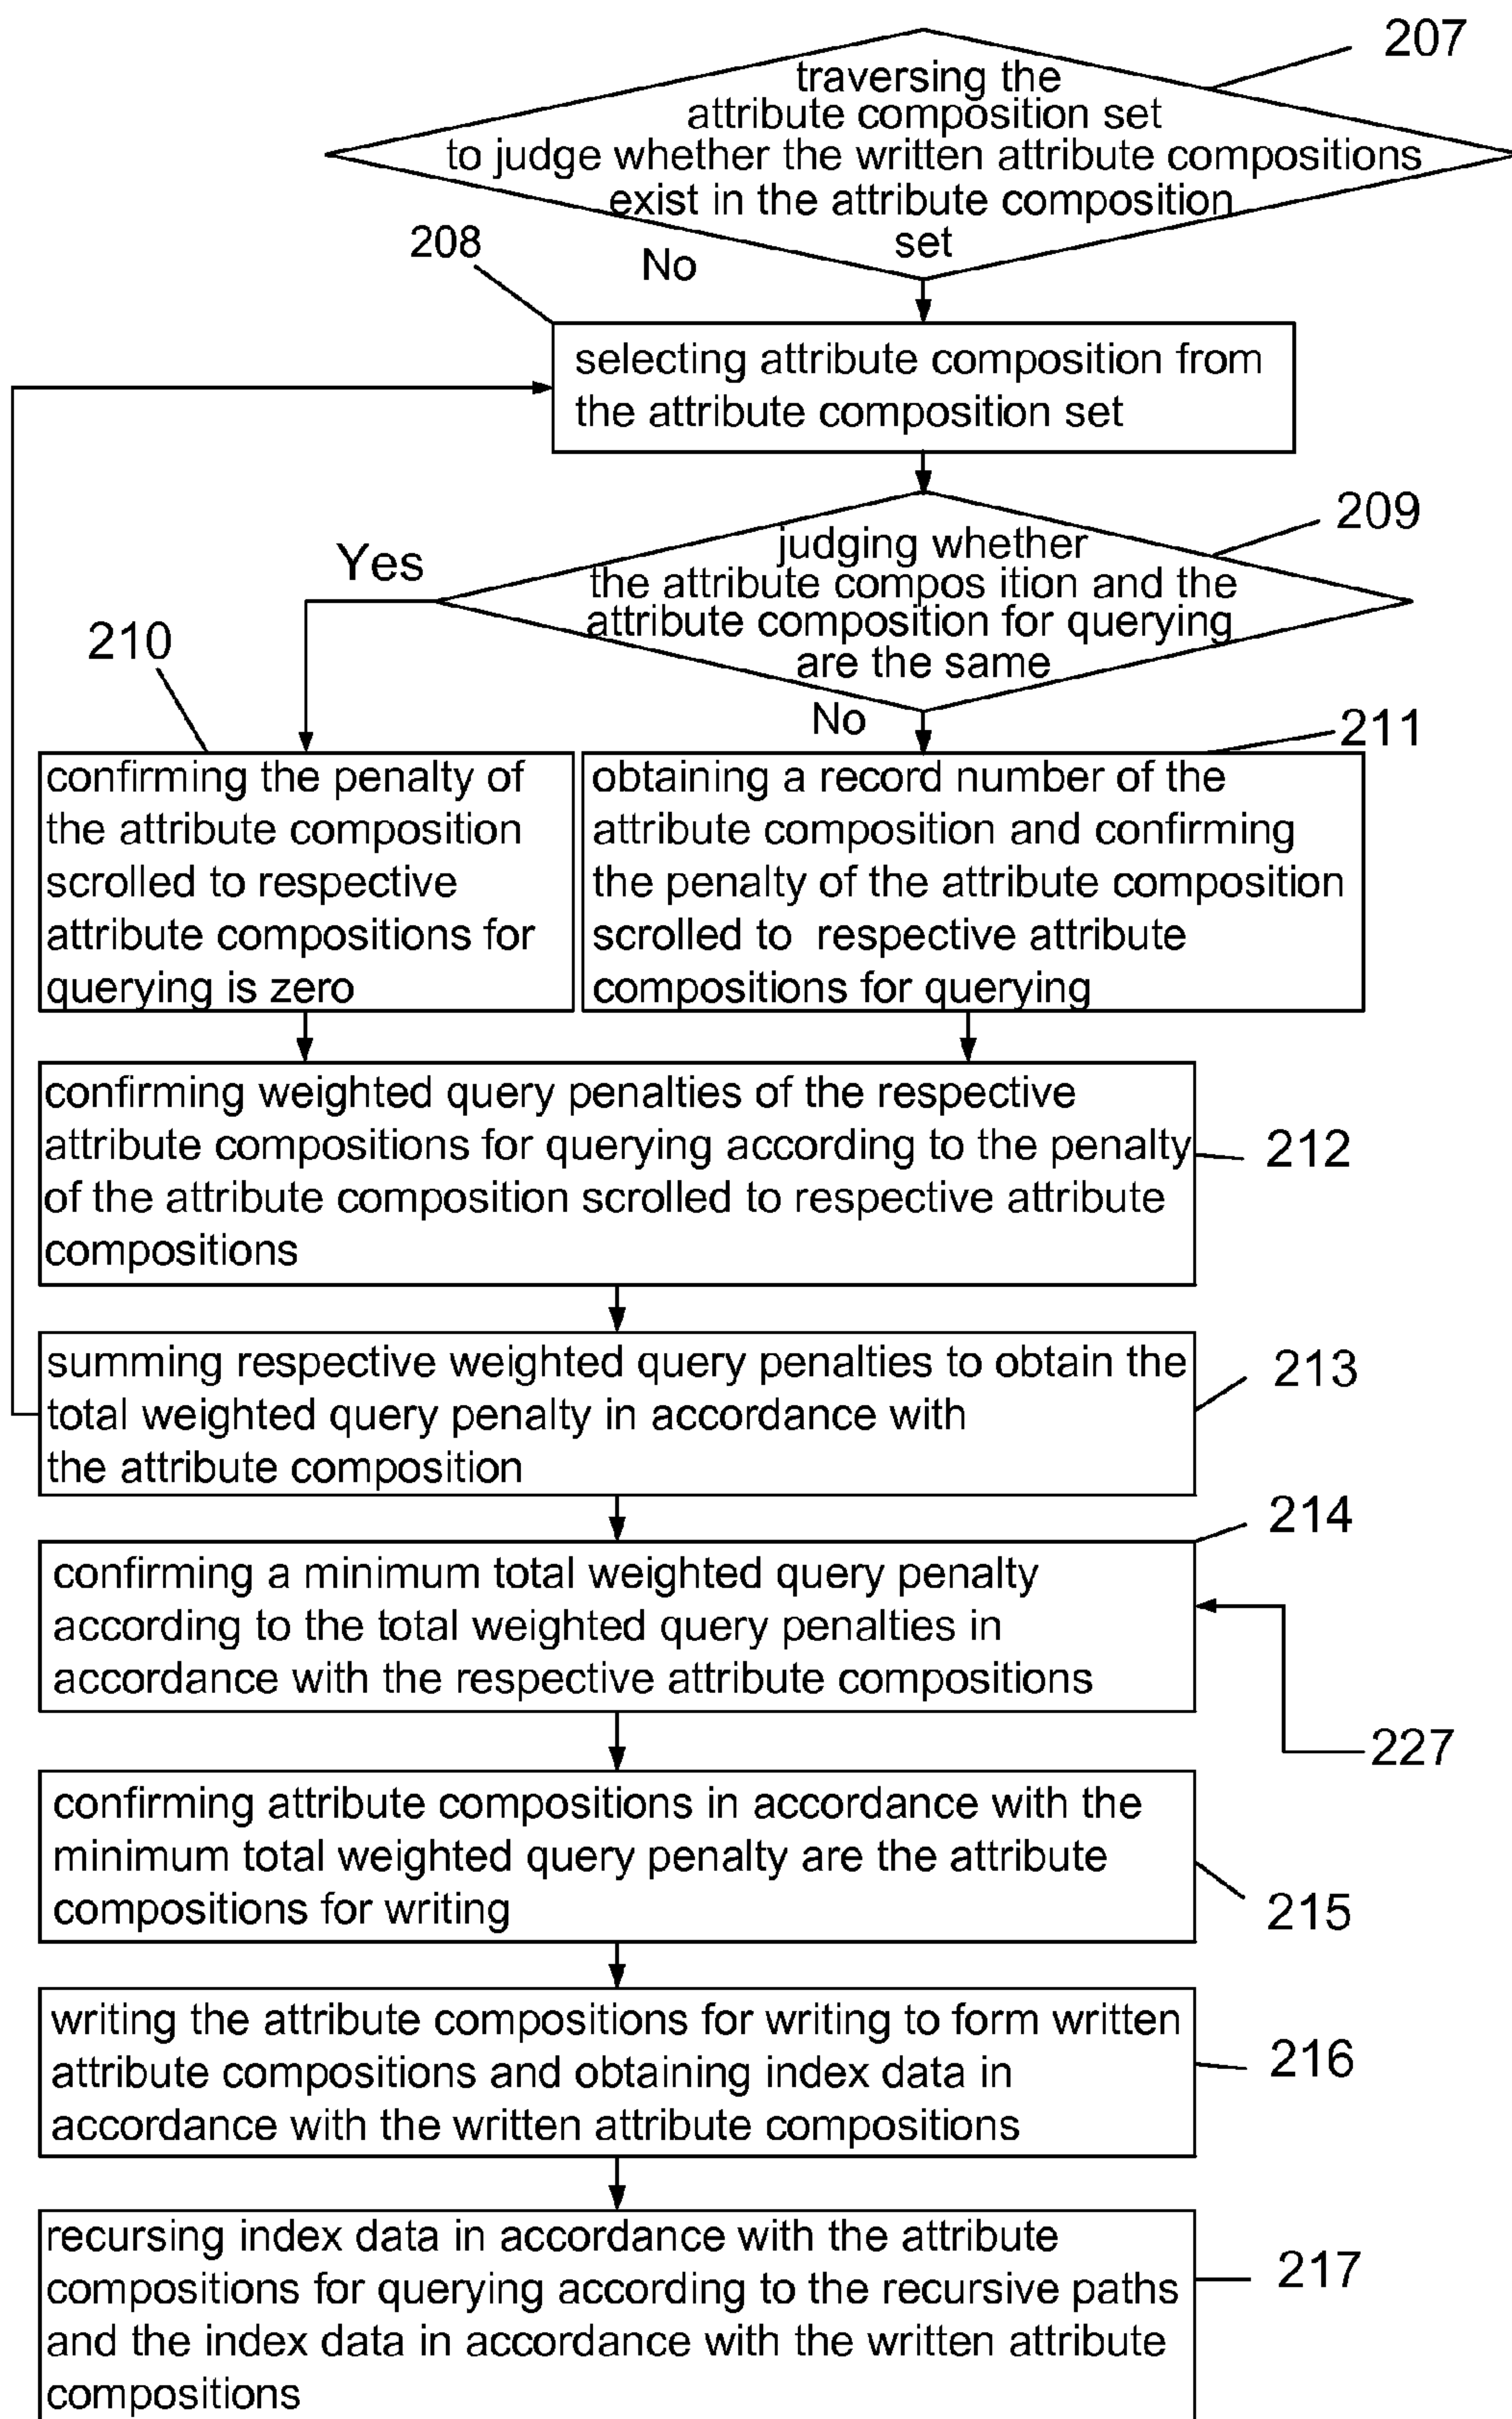 207
traversing the
attribute composition set
to judge whether the written attribute compositions
exist in the attribute composition
set
208
No
selecting attribute composition from
the attribute composition set
209
Yes
judging whether
the attribute compos ition and the
attribute composition for querying
are the same
210
No
211
confirming the penalty of
the attribute composition
scrolled to respective
attribute compositions for
querying is zero
obtaining a record number of the
attribute composition and confirming
the penalty of the attribute composition
scrolled to respective attribute
compositions for querying
confirming weighted query penalties of the respective
attribute compositions for querying according to the penalty
of the attribute composition scrolled to respective attribute
compositions
212
summing respective weighted query penalties to obtain the
total weighted query penalty in accordance with
the attribute composition
213
214
confirming a minimum total weighted query penalty
according to the total weighted query penalties in
accordance with the respective attribute compositions
227
confirming attribute compositions in accordance with the
minimum total weighted query penalty are the attribute
compositions for writing
215
writing the attribute compositions for writing to form written
attribute compositions and obtaining index data in
accordance with the written attribute compositions
216
recursing index data in accordance with the attribute
compositions for querying according to the recursive paths
and the index data in accordance with the written attribute
compositions
217